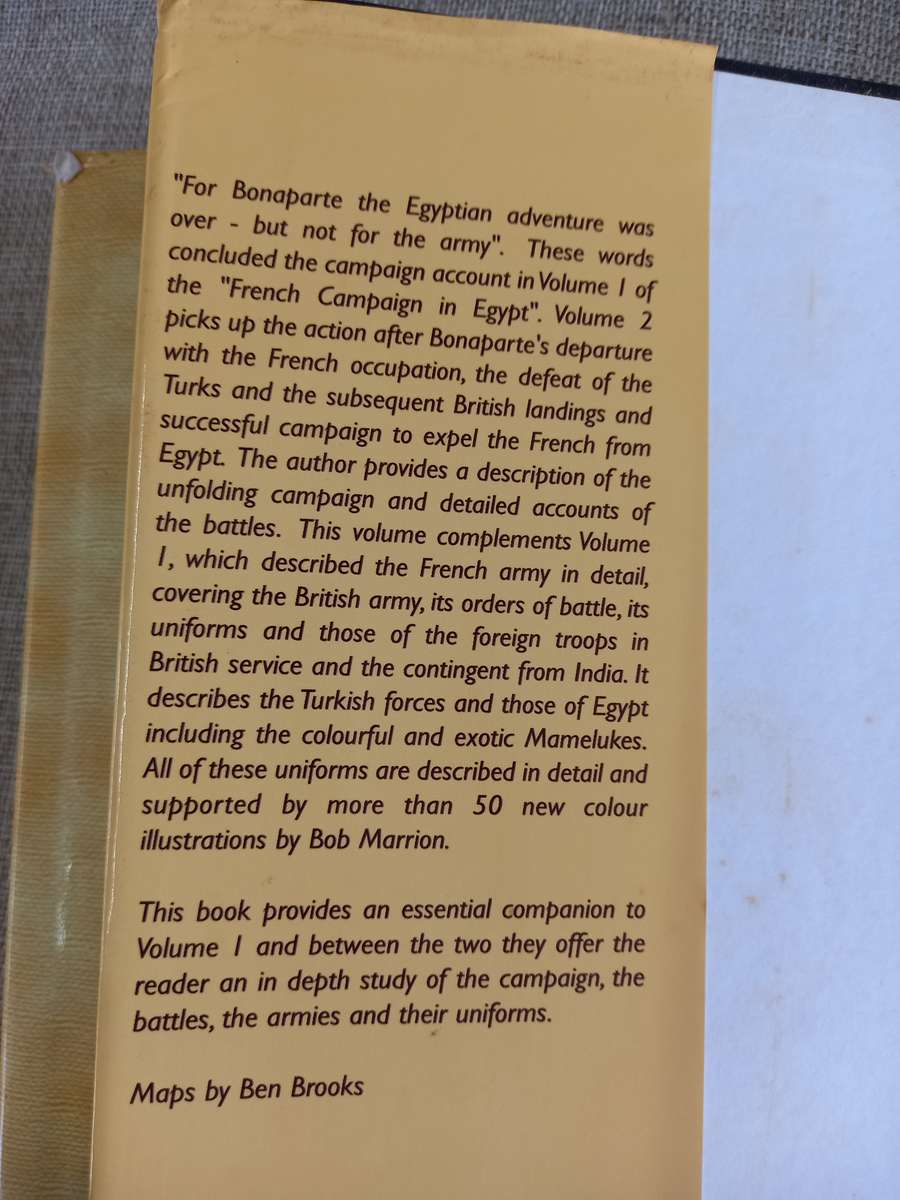 "For Bonaparte the Egyptian adventure was
over - but not for the army". These words
concluded the campaign account in Volume 1 of
the "French Campaign in Egypt". Volume 2
picks up the action after Bonaparte's departure
with the French occupation, the defeat of the
Turks and the subsequent British landings and
successful campaign to expel the French from
Egypt. The author provides a description of the
unfolding campaign and detailed accounts of
the battles. This volume complements Volume
1, which described the French army in detail,
covering the British army, its orders of battle, its
uniforms and those of the foreign troops in
British service and the contingent from India. It
describes the Turkish forces and those of Egypt
including the colourful and exotic Mamelukes.
All of these uniforms are described in detail and
supported by more than 50 new colour
illustrations by Bob Marrion.
This book provides an essential companion to
Volume 1 and between the two they offer the
reader an in depth study of the campaign, the
battles, the armies and their uniforms.
Maps by Ben Brooks